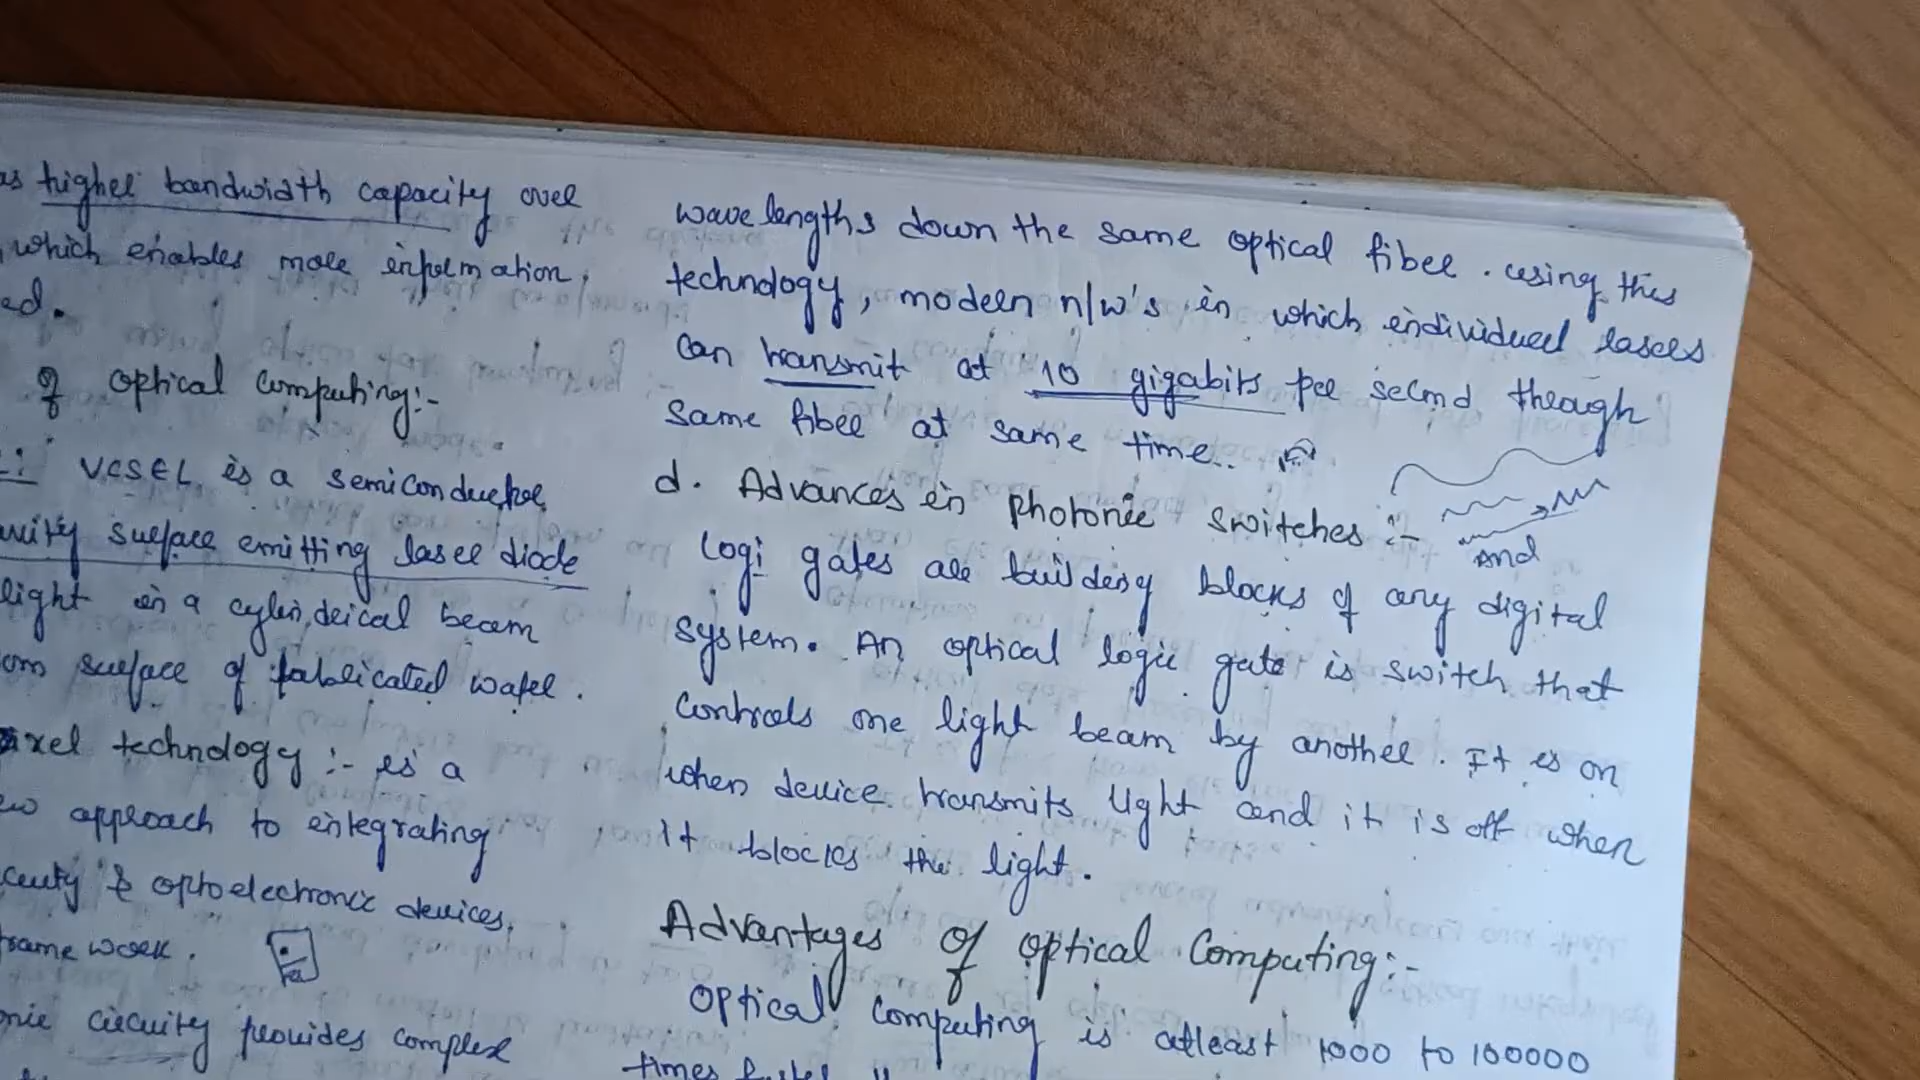 as higher bandwidth capacity over
which enables more information,
ed.
of optical computing:-
VCSEL is a semiconductor
surface emitting laser diode
light in a cylindrical beam
surface of fabricated wafer.
technology :- is a
approach to integrating
& optoelectronic devices,
frame work.
circuity provides complex
wavelengths down the same optical fiber. using this
technology, modern n/w's in which individual lasers
can transmit at 10 gigabits per second though
same fiber at same time..
d. Advances in photonic switches :-
and
Logi gates are building blocks of any digital
system. An optical logic gate is switch that
Controls one light beam by another. It is on
when device transmits light and it is off when
it blocks the light.
Advantages of optical Computing:-
optical Computing is atleast 1000 to 100000
times